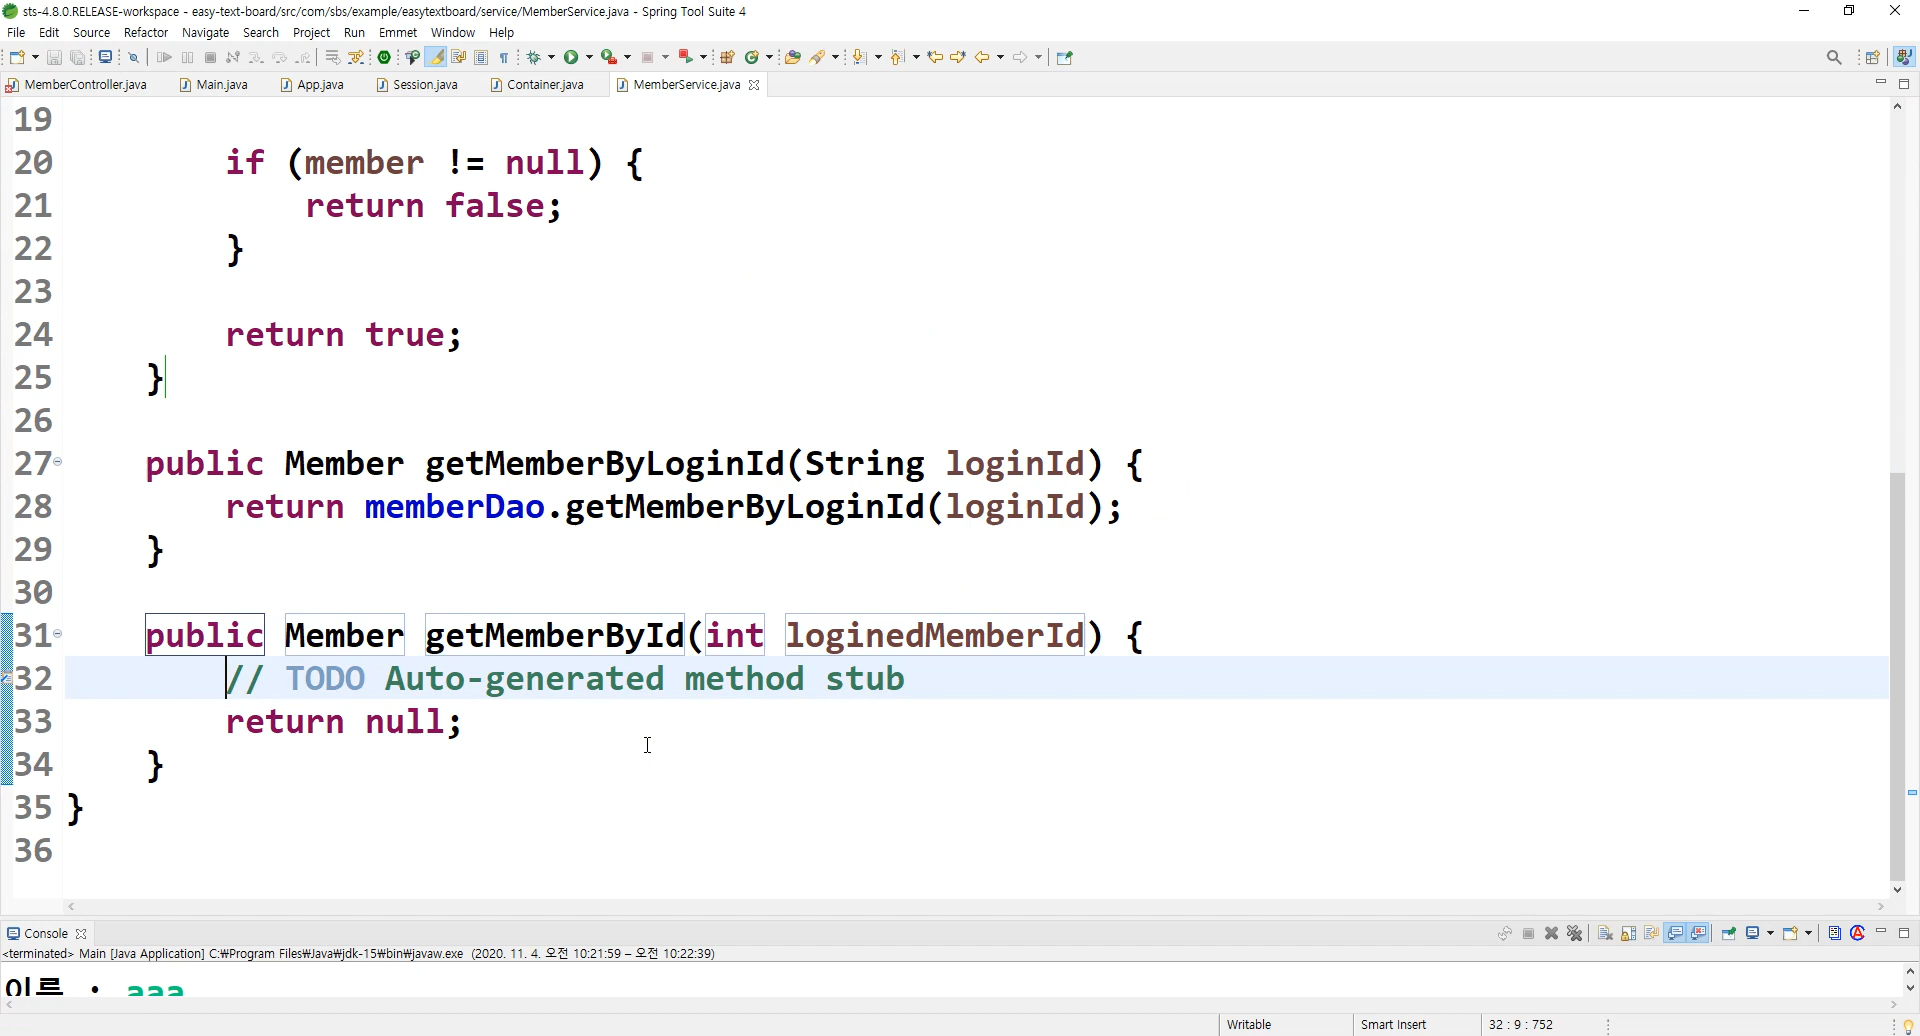 sts-4.8.0.RELEASE-workspace - easy-text-board/src/com/sbs/example/easytextboard/service/MemberService.java - Spring Tool Suite 4
File Edit Source Refactor Navigate Search Project Run Emmet Window Help
MemberController.java Main.java App.java Session.java Container.java MemberService.java
19
20 if (member != null) {
21 return false;
22 }
23
24 return true;
25 }
26
27 public Member getMemberByLoginId(String loginId) {
28 return memberDao.getMemberByLoginId(loginId);
29 }
30
31 public Member getMemberById(int loginedMemberId) {
32 // TODO Auto-generated method stub
33 return null;
34 }
35 }
36
Console
<terminated> Main [Java Application] C:₩Program Files₩Java₩jdk-15₩bin₩javaw.exe (2020. 11. 4. 오전 10:21:59 – 오전 10:22:39)
이름 : aaa
Writable Smart Insert 32 : 9 : 752